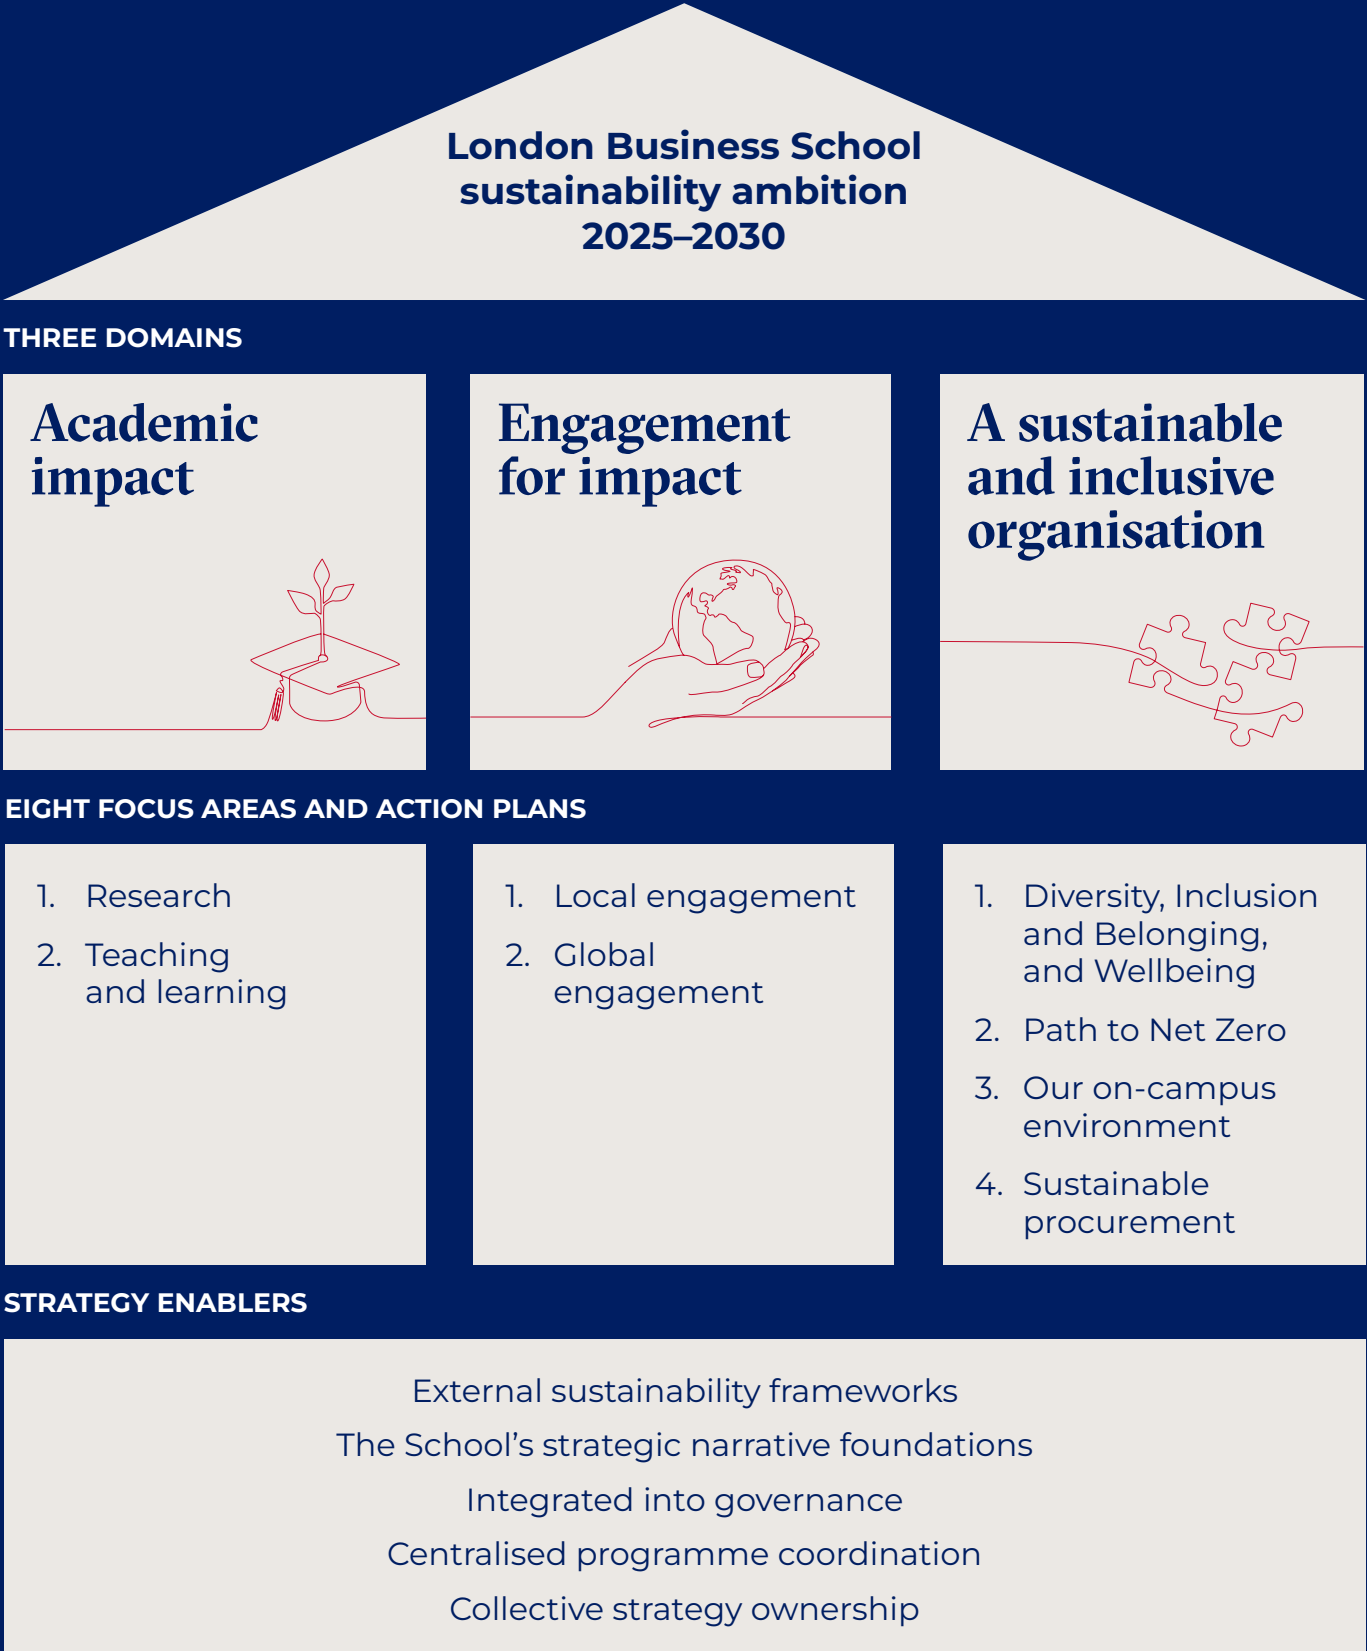 London Business School
sustainability ambition
2025–2030
THREE DOMAINS
Academic
impact
Engagement
for impact
A sustainable
and inclusive
organisation
EIGHT FOCUS AREAS AND ACTION PLANS
1. Research
2. Teaching
and learning
1. Local engagement
2. Global
engagement
1. Diversity, Inclusion
and Belonging,
and Wellbeing
2. Path to Net Zero
3. Our on-campus
environment
4. Sustainable
procurement
STRATEGY ENABLERS
External sustainability frameworks
The School’s strategic narrative foundations
Integrated into governance
Centralised programme coordination
Collective strategy ownership